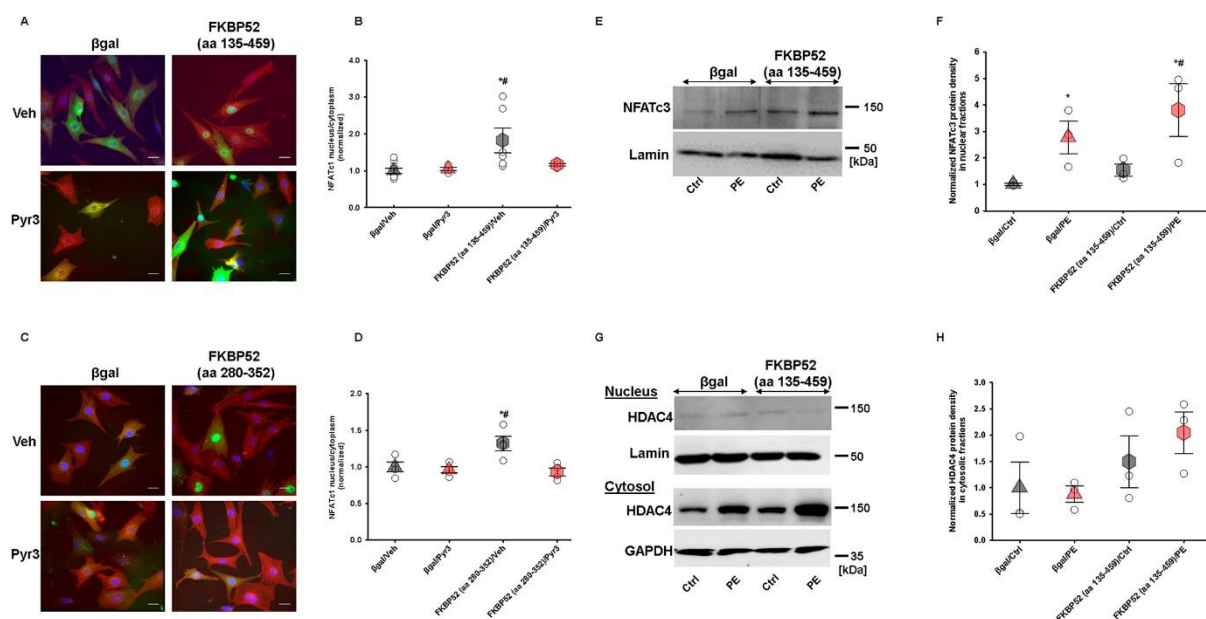 A
βgal
FKBP52
(aa 135-459)
Veh
Pyr3
B
NFATc1 nucleus/cytoplasm
(normalized)
4.0
3.0
2.0
1.0
0.0
*#
βgal/Veh
βgal/Pyr3
FKBP52 (aa 135-459)/Veh
FKBP52 (aa 135-459)/Pyr3
E
βgal
FKBP52
(aa 135-459)
NFATc3
150
Lamin
50
[kDa]
Ctrl
PE
Ctrl
PE
F
Normalized NFATc3 protein density
in nuclear fractions
6
5
4
3
2
1
0
*
*#
βgal/Ctrl
βgal/PE
FKBP52 (aa 135-459)/Ctrl
FKBP52 (aa 135-459)/PE
C
βgal
FKBP52
(aa 280-352)
Veh
Pyr3
D
NFATc1 nucleus/cytoplasm
(normalized)
2.0
1.5
1.0
0.5
0.0
*#
βgal/Veh
βgal/Pyr3
FKBP52 (aa 280-352)/Veh
FKBP52 (aa 280-352)/Pyr3
G
βgal
FKBP52
(aa 135-459)
Nucleus
HDAC4
150
Lamin
50
Cytosol
HDAC4
150
GAPDH
35
[kDa]
Ctrl
PE
Ctrl
PE
H
Normalized HDAC4 protein density
in cytosolic fractions
3.0
2.5
2.0
1.5
1.0
0.5
0.0
βgal/Ctrl
βgal/PE
FKBP52 (aa 135-459)/Ctrl
FKBP52 (aa 135-459)/PE